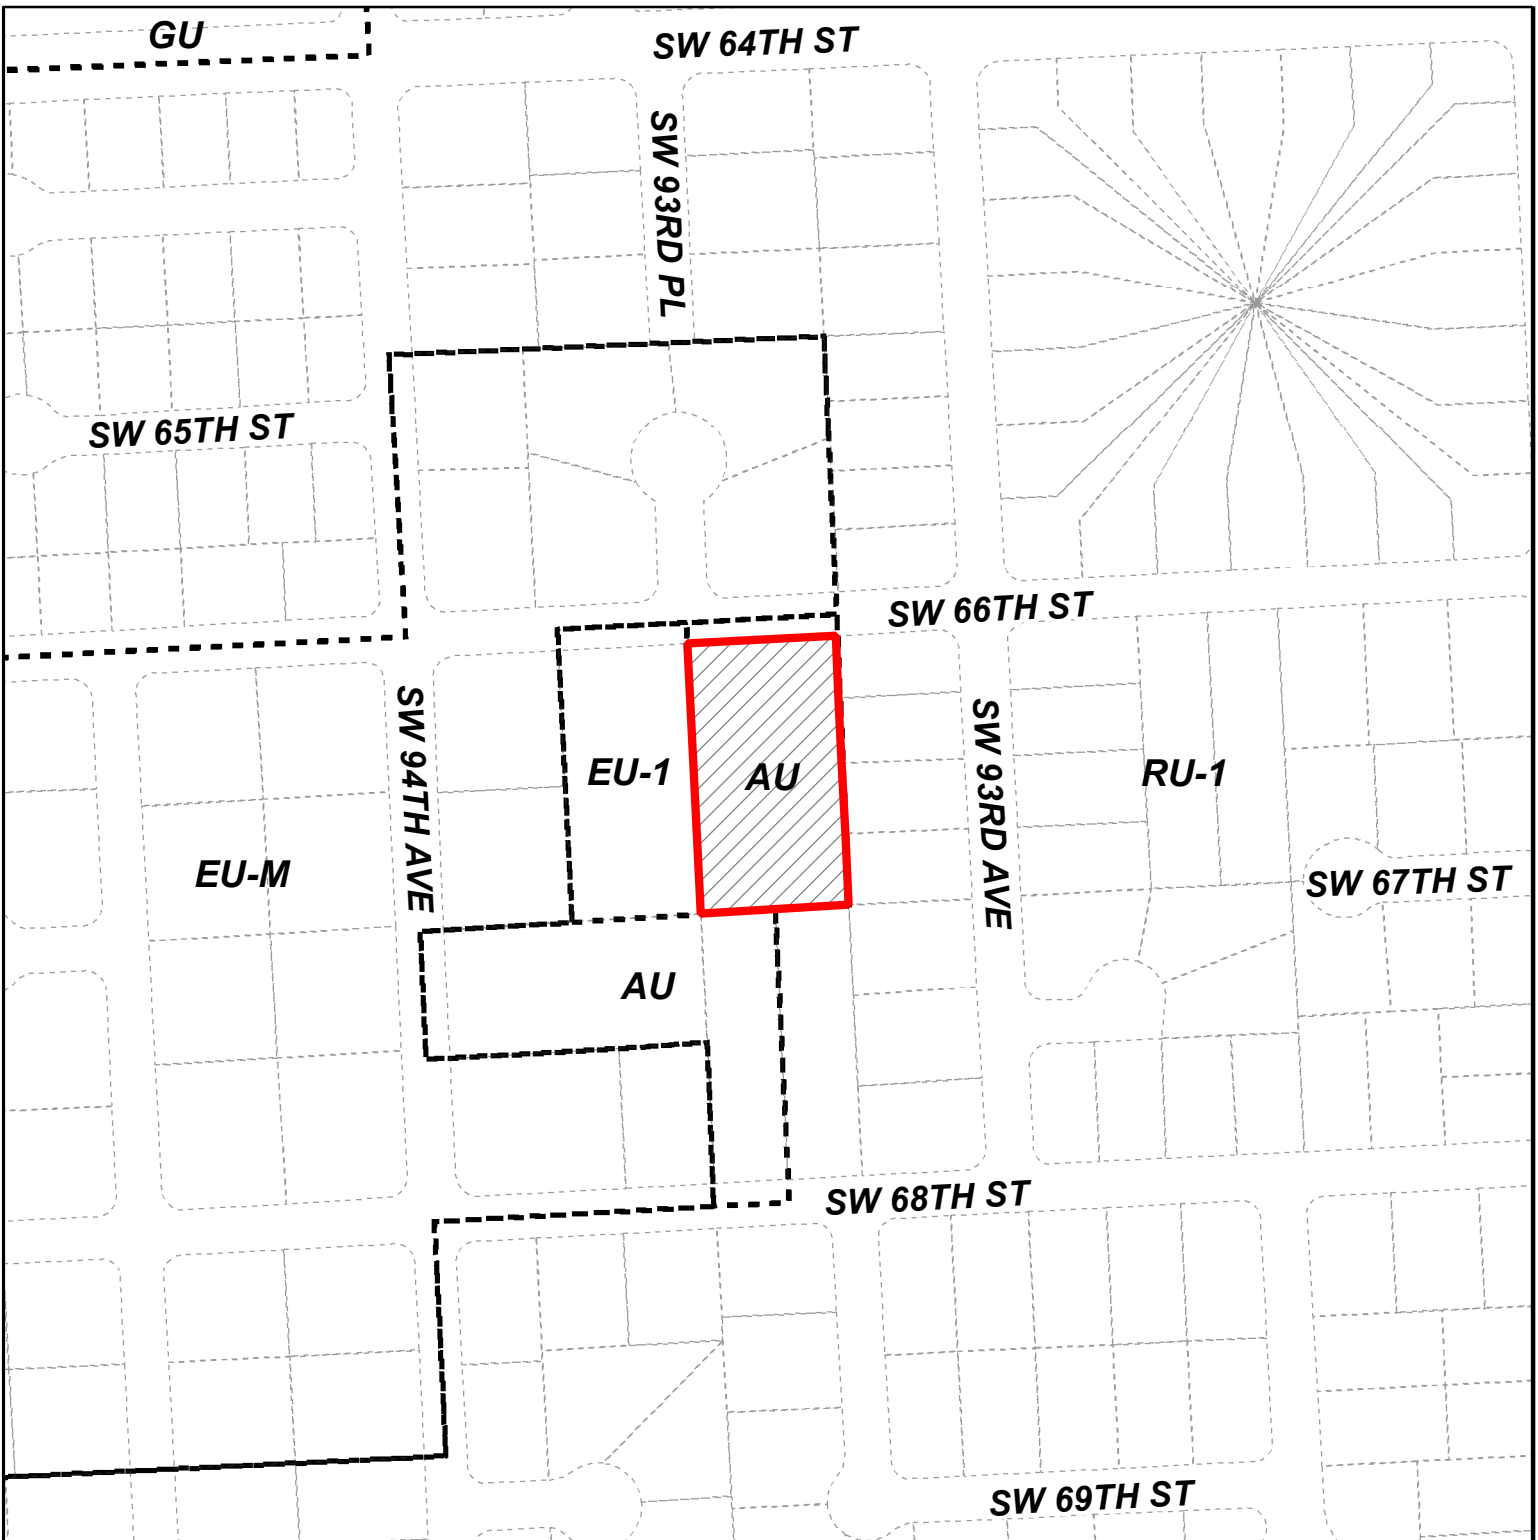 GU
SW 64TH ST
SW 93RD PL
SW 65TH ST
SW 66TH ST
SW 94TH AVE
SW 93RD AVE
EU-1
AU
RU-1
EU-M
SW 67TH ST
AU
SW 68TH ST
SW 69TH ST